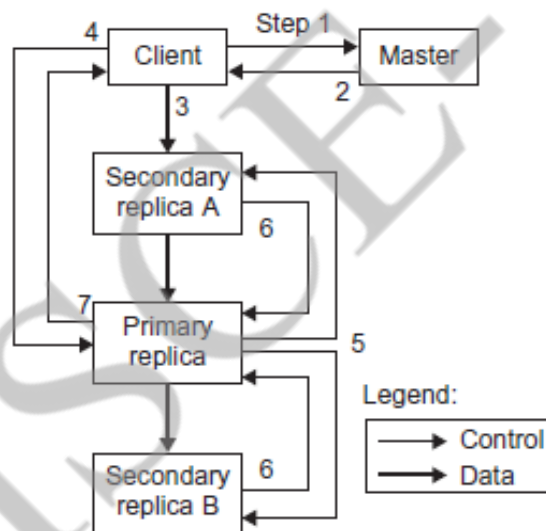 4
Step 1
Client
Master
2
3
Secondary
replica A
6
7
Primary
replica
5
Legend:
Control
Data
Secondary
replica B
6